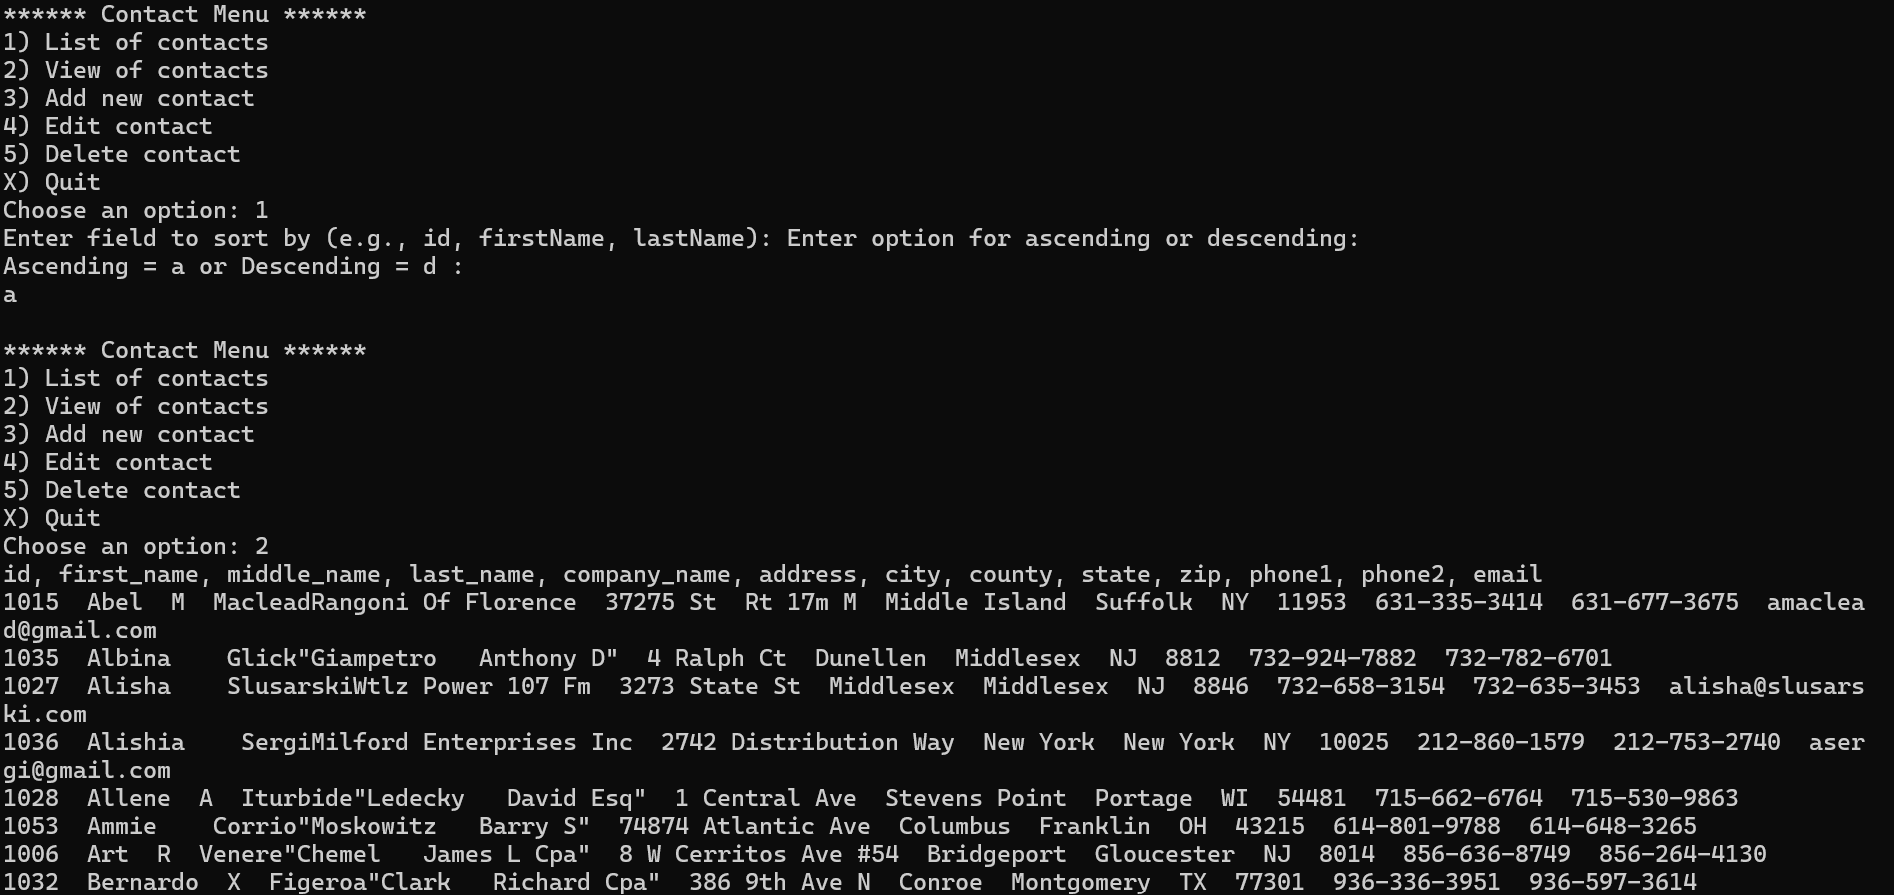 ****** Contact Menu ******
1) List of contacts
2) View of contacts
3) Add new contact
4) Edit contact
5) Delete contact
X) Quit
Choose an option: 1
Enter field to sort by (e.g., id, firstName, lastName): Enter option for ascending or descending:
Ascending = a or Descending = d :
a

****** Contact Menu ******
1) List of contacts
2) View of contacts
3) Add new contact
4) Edit contact
5) Delete contact
X) Quit
Choose an option: 2
id, first_name, middle_name, last_name, company_name, address, city, county, state, zip, phone1, phone2, email
1015  Abel  M  MacleadRangoni Of Florence  37275 St  Rt 17m M  Middle Island  Suffolk  NY  11953  631-335-3414  631-677-3675  amaclea
d@gmail.com
1035  Albina    Glick"Giampetro   Anthony D"  4 Ralph Ct  Dunellen  Middlesex  NJ  8812  732-924-7882  732-782-6701
1027  Alisha    SlusarskiWtlz Power 107 Fm  3273 State St  Middlesex  Middlesex  NJ  8846  732-658-3154  732-635-3453  alisha@slusars
ki.com
1036  Alishia    SergiMilford Enterprises Inc  2742 Distribution Way  New York  New York  NY  10025  212-860-1579  212-753-2740  aser
gi@gmail.com
1028  Allene  A  Iturbide"Ledecky   David Esq"  1 Central Ave  Stevens Point  Portage  WI  54481  715-662-6764  715-530-9863
1053  Ammie    Corrio"Moskowitz   Barry S"  74874 Atlantic Ave  Columbus  Franklin  OH  43215  614-801-9788  614-648-3265
1006  Art  R  Venere"Chemel   James L Cpa"  8 W Cerritos Ave #54  Bridgeport  Gloucester  NJ  8014  856-636-8749  856-264-4130
1032  Bernardo  X  Figeroa"Clark   Richard Cpa"  386 9th Ave N  Conroe  Montgomery  TX  77301  936-336-3951  936-597-3614